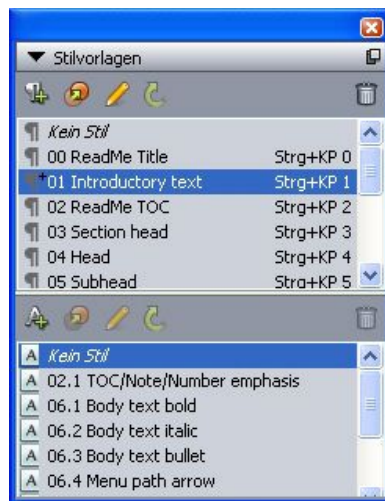 Stilvorlagen
Kein Stil
00 ReadMe Title Strg+KP 0
01 Introductory text Strg+KP 1
02 ReadMe TOC Strg+KP 2
03 Section head Strg+KP 3
04 Head Strg+KP 4
05 Subhead Strg+KP 5
Kein Stil
02.1 TOC/Note/Number emphasis
06.1 Body text bold
06.2 Body text italic
06.3 Body text bullet
06.4 Menu path arrow